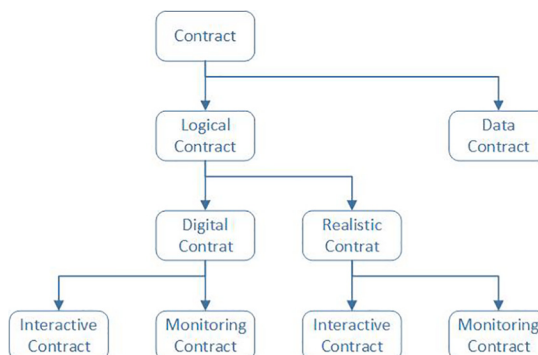 Contract
Logical
Contract
Data
Contract
Digital
Contrat
Realistic
Contrat
Interactive
Contract
Monitoring
Contract
Interactive
Contract
Monitoring
Contract